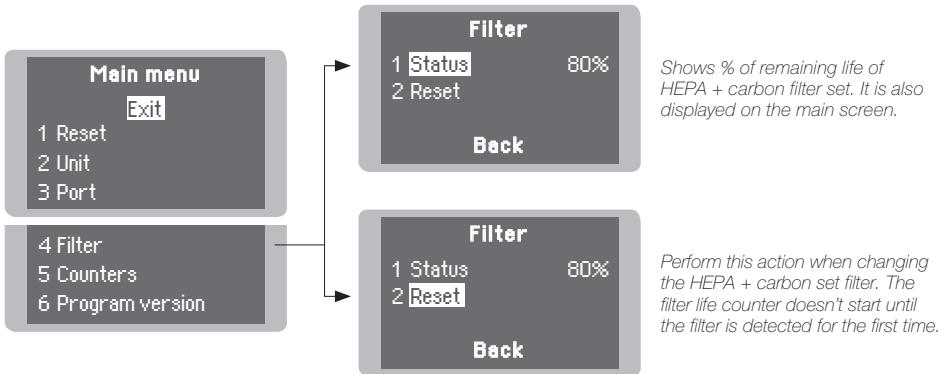 Main menu
Exit
1 Reset
2 Unit
3 Port
4 Filter
5 Counters
6 Program version
Filter
1 Status 80%
2 Reset
Back
Shows % of remaining life of
HEPA + carbon filter set. It is also
displayed on the main screen.
Filter
1 Status 80%
2 Reset
Back
Perform this action when changing
the HEPA + carbon set filter. The
filter life counter doesn't start until
the filter is detected for the first time.